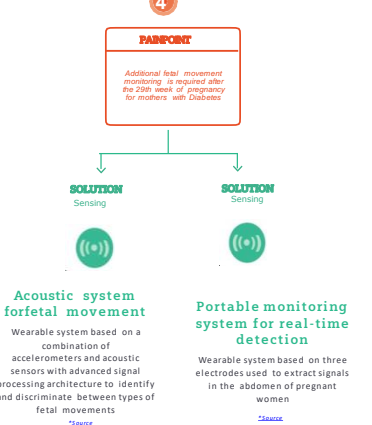 4
PAINPOINT
Additional fetal movement
monitoring is required after
the 29th week of pregnancy
for mothers with Diabetes
SOLUTION
Sensing
Acoustic system
forfetal movement
Wearable system based on a
combination of
accelerometers and acoustic
sensors with advanced signal
processing architecture to identify
and discriminate between types of
fetal movements
*Source
SOLUTION
Sensing
Portable monitoring
system for real-time
detection
Wearable system based on three
electrodes used to extract signals
in the abdomen of pregnant
women
*Source